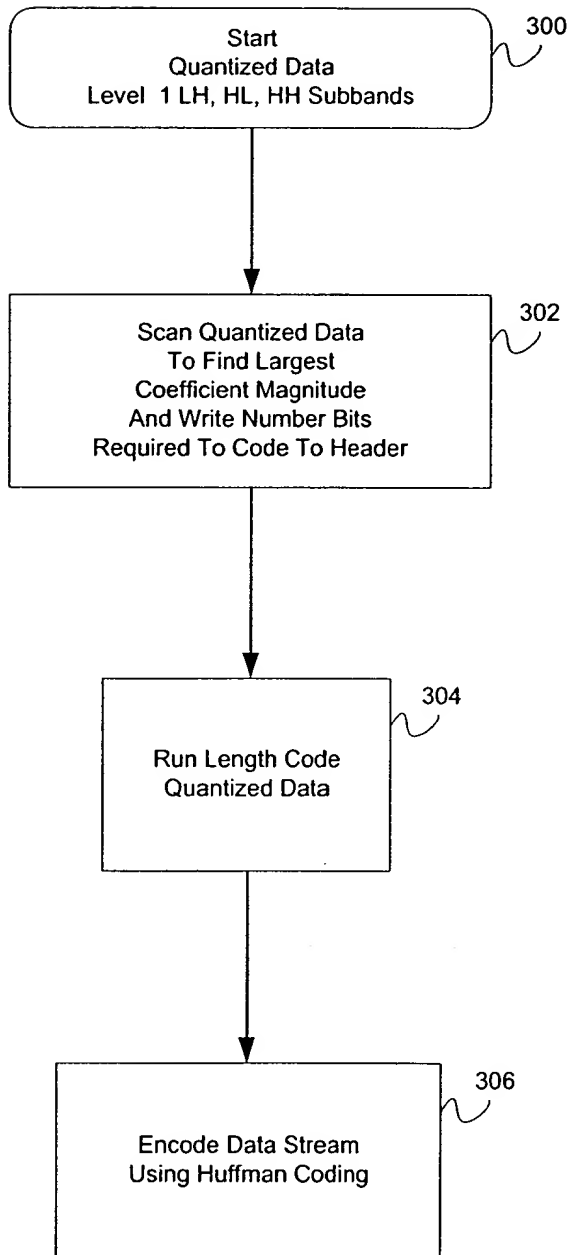 Start
Quantized Data
Level 1 LH, HL, HH Subbands
300
Scan Quantized Data
To Find Largest
Coefficient Magnitude
And Write Number Bits
Required To Code To Header
302
Run Length Code
Quantized Data
304
Encode Data Stream
Using Huffman Coding
306